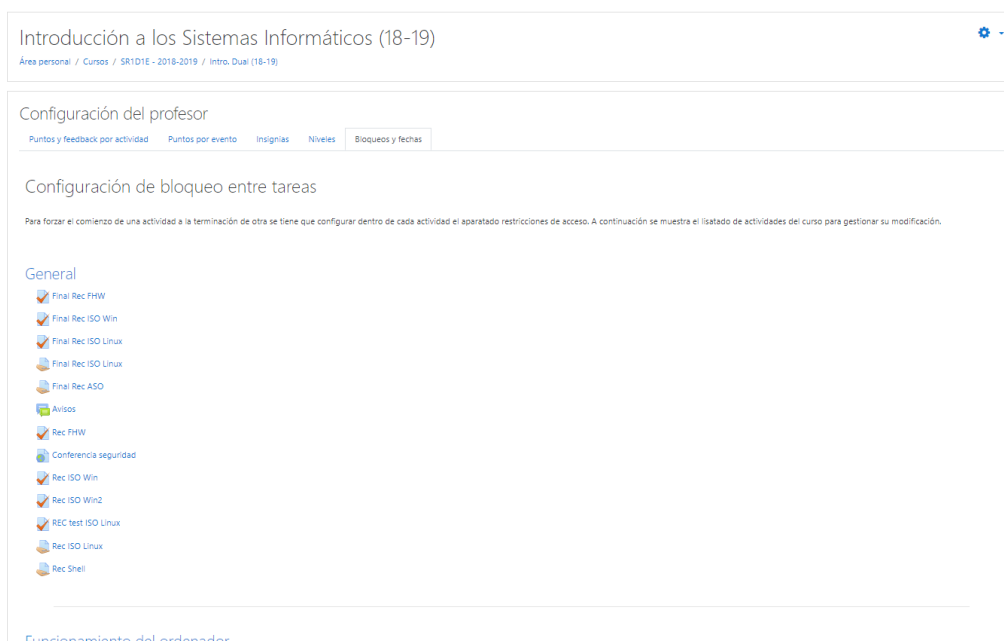 Introducción a los Sistemas Informáticos (18-19)
Área personal / Cursos / SR1D1E - 2018-2019 / Intro. Dual (18-19)
Configuración del profesor
Puntos y feedback por actividad Puntos por evento Insignias Niveles Bloqueos y fechas
Configuración de bloqueo entre tareas
Para forzar el comienzo de una actividad a la terminación de otra se tiene que configurar dentro de cada actividad el aparatado restricciones de acceso. A continuación se muestra el lisatado de actividades del curso para gestionar su modificación.
General
Final Rec FHW
Final Rec ISO Win
Final Rec ISO Linux
Final Rec ISO Linux
Final Rec ASO
Avisos
Rec FHW
Conferencia seguridad
Rec ISO Win
Rec ISO Win2
REC test ISO Linux
Rec ISO Linux
Rec Shell
Funcionamiento del ordenador